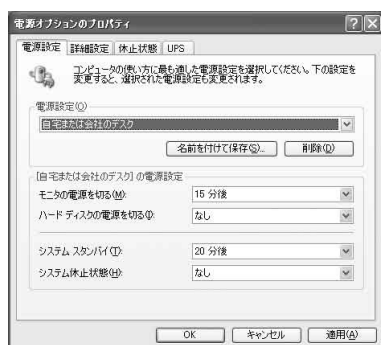 電源オプションのプロパティ
電源設定 詳細設定 休止状態 UPS
コンピュータの使い方に最も適した電源設定を選択してください。下の設定を
変更すると、選択された電源設定も変更されます。
電源設定(O)
自宅または会社のデスク
名前を付けて保存(S)... 削除(D)
[自宅または会社のデスク] の電源設定
モニタの電源を切る(M): 15 分後
ハード ディスクの電源を切る(I): なし
システム スタンバイ(T): 20 分後
システム休止状態(H): なし
OK キャンセル 適用(A)